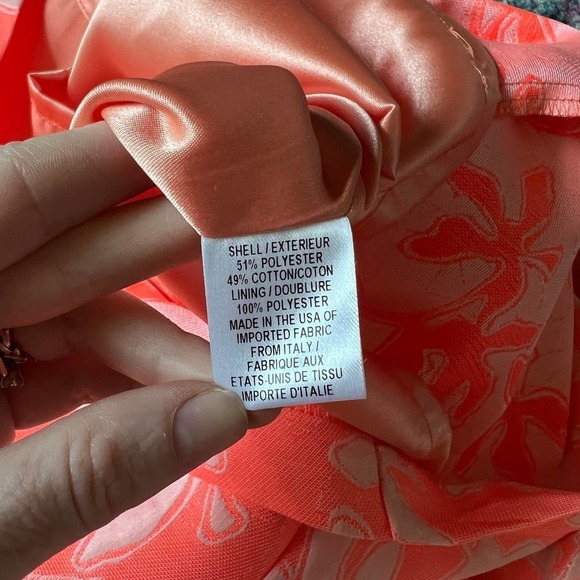 SHELL / EXTERIEUR
51% POLYESTER
49% COTTON/COTON
LINING / DOUBLURE
100% POLYESTER
MADE IN THE USA OF
IMPORTED FABRIC
FROM ITALY /
FABRIQUE AUX
ETATS-UNIS DE TISSU
IMPORTE D'ITALIE